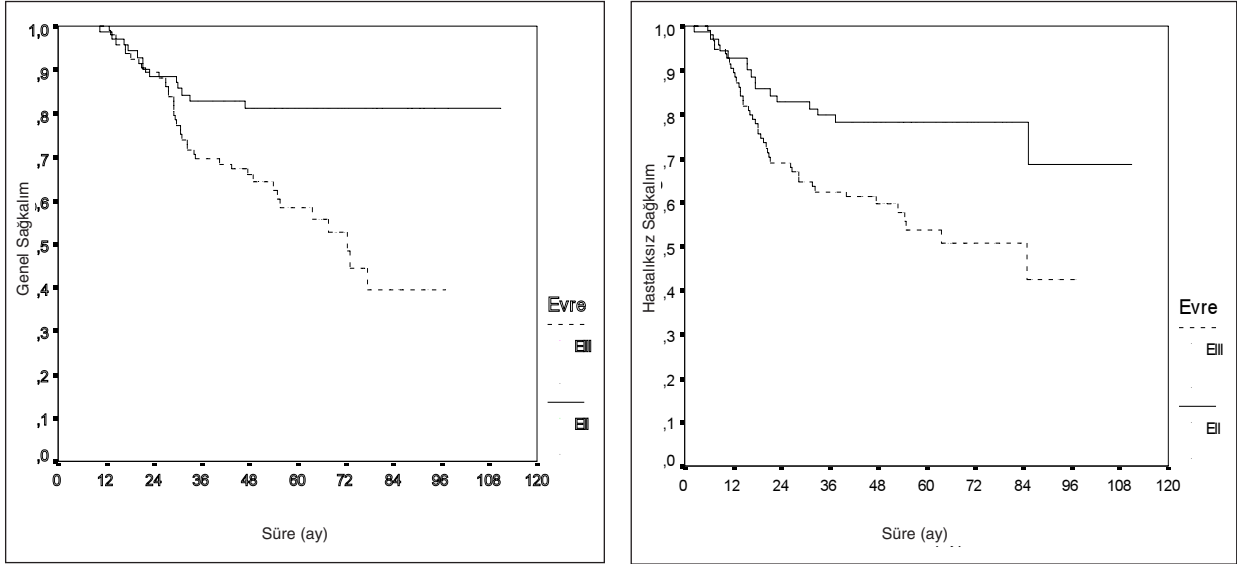 Genel Sağkalım
1,0
,9
,8
,7
,6
,5
,4
,3
,2
,1
,0
0 12 24 36 48 60 72 84 96 108 120
Süre (ay)
Evre
EIII
EII
Hastalıksız Sağkalım
1,0
,9
,8
,7
,6
,5
,4
,3
,2
,1
,0
0 12 24 36 48 60 72 84 96 108 120
Süre (ay)
Evre
EIII
EII